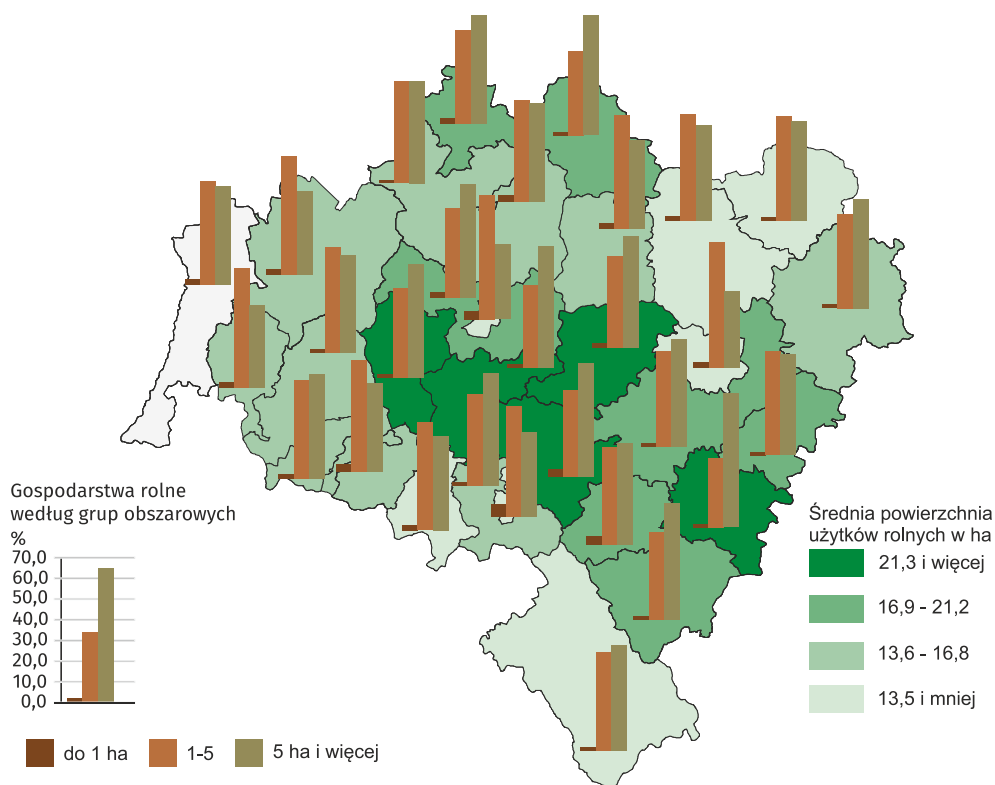 Gospodarstwa rolne
według grup obszarowych
%
70,0
60,0
50,0
40,0
30,0
20,0
10,0
0,0
do 1 ha
1-5
5 ha i więcej
Średnia powierzchnia
użytków rolnych w ha
21,3 i więcej
16,9 - 21,2
13,6 - 16,8
13,5 i mniej